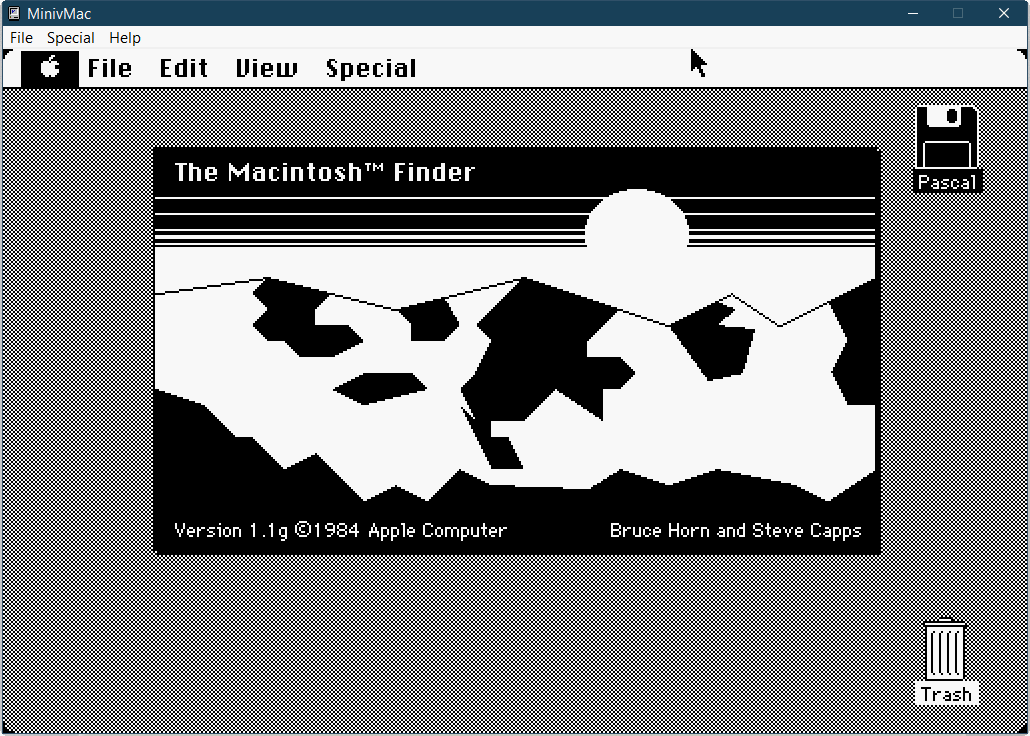 MinivMac
File Special Help
File Edit View Special
The Macintosh™ Finder
Pascal
Version 1.1g ©1984 Apple Computer
Bruce Horn and Steve Capps
Trash